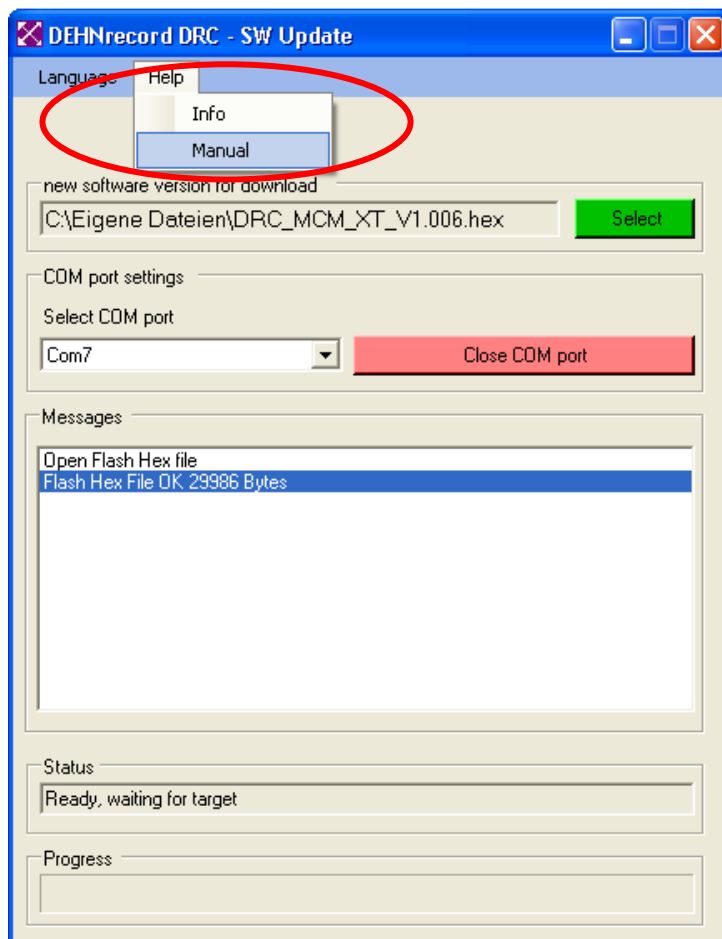 DEHNrecord DRC - SW Update
Language Help
Info
Manual
new software version for download
C:\Eigene Dateien\DRC_MCM_XT_V1.006.hex Select
COM port settings
Select COM port
Com7 Close COM port
Messages
Open Flash Hex file
Flash Hex File OK 29986 Bytes
Status
Ready, waiting for target
Progress